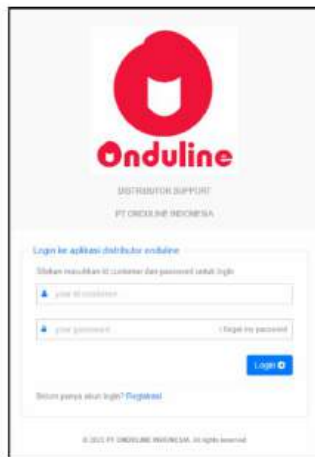 Onduline
DISTRIBUTOR SUPPORT
PT ONDULINE INDONESIA
Login ke aplikasi distributor onduline
Silakan masukkan id customer dan password untuk login
your id customer
your password
I forgot my password
Login
Belum punya akun login? Registrasi
© 2021 PT ONDULINE INDONESIA. All rights reserved